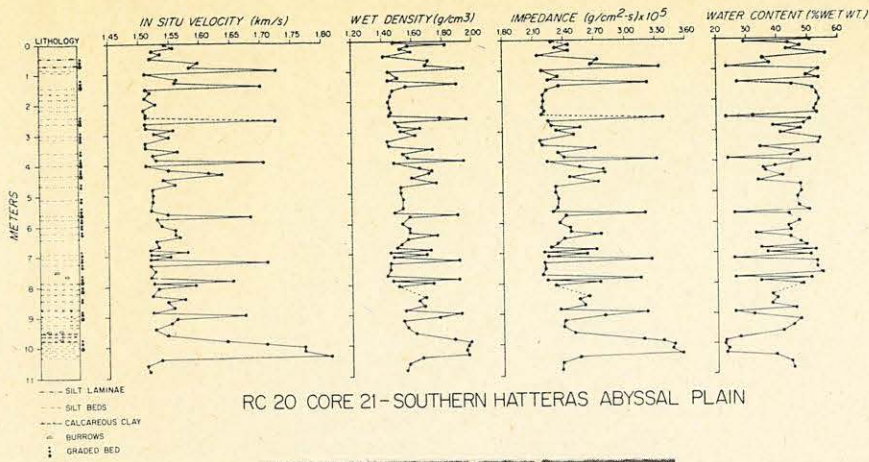 IN SITU VELOCITY (km/s)
WET DENSITY (g/cm3)
IMPEDANCE (g/cm2-s)x10^5
WATER CONTENT (% WET WT.)
LITHOLOGY
1.45 1.50 1.55 1.60 1.65 1.70 1.75 1.80
1.20 1.40 1.60 1.80 2.00
1.80 2.10 2.40 2.70 3.00 3.30 3.60
20 30 40 50 60
METERS
0
1
2
3
4
5
6
7
8
9
10
11
RC 20 CORE 21-SOUTHERN HATTERAS ABYSSAL PLAIN
SILT LAMINAE
SILT BEDS
CALCAREOUS CLAY
BURROWS
GRADED BED